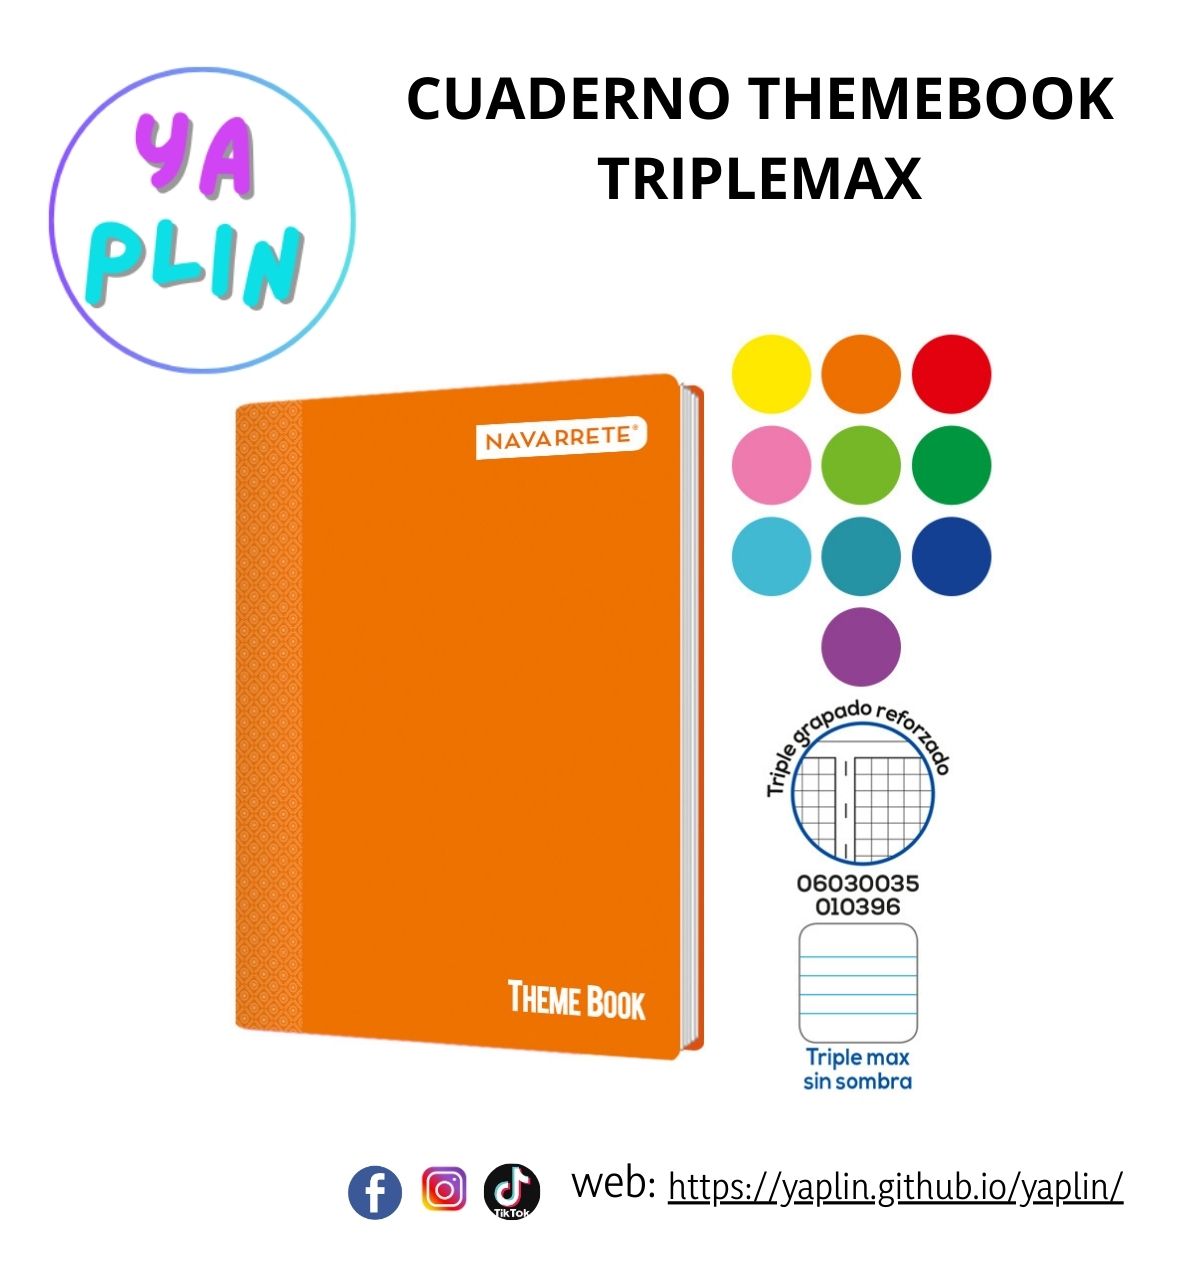 YA
PLIN
CUADERNO THEMEBOOK
TRIPLEMAX
NAVARRETE®
THEME BOOK
Triple grapado reforzado
06030035
010396
Triple max
sin sombra
TikTok
web: https://yaplin.github.io/yaplin/